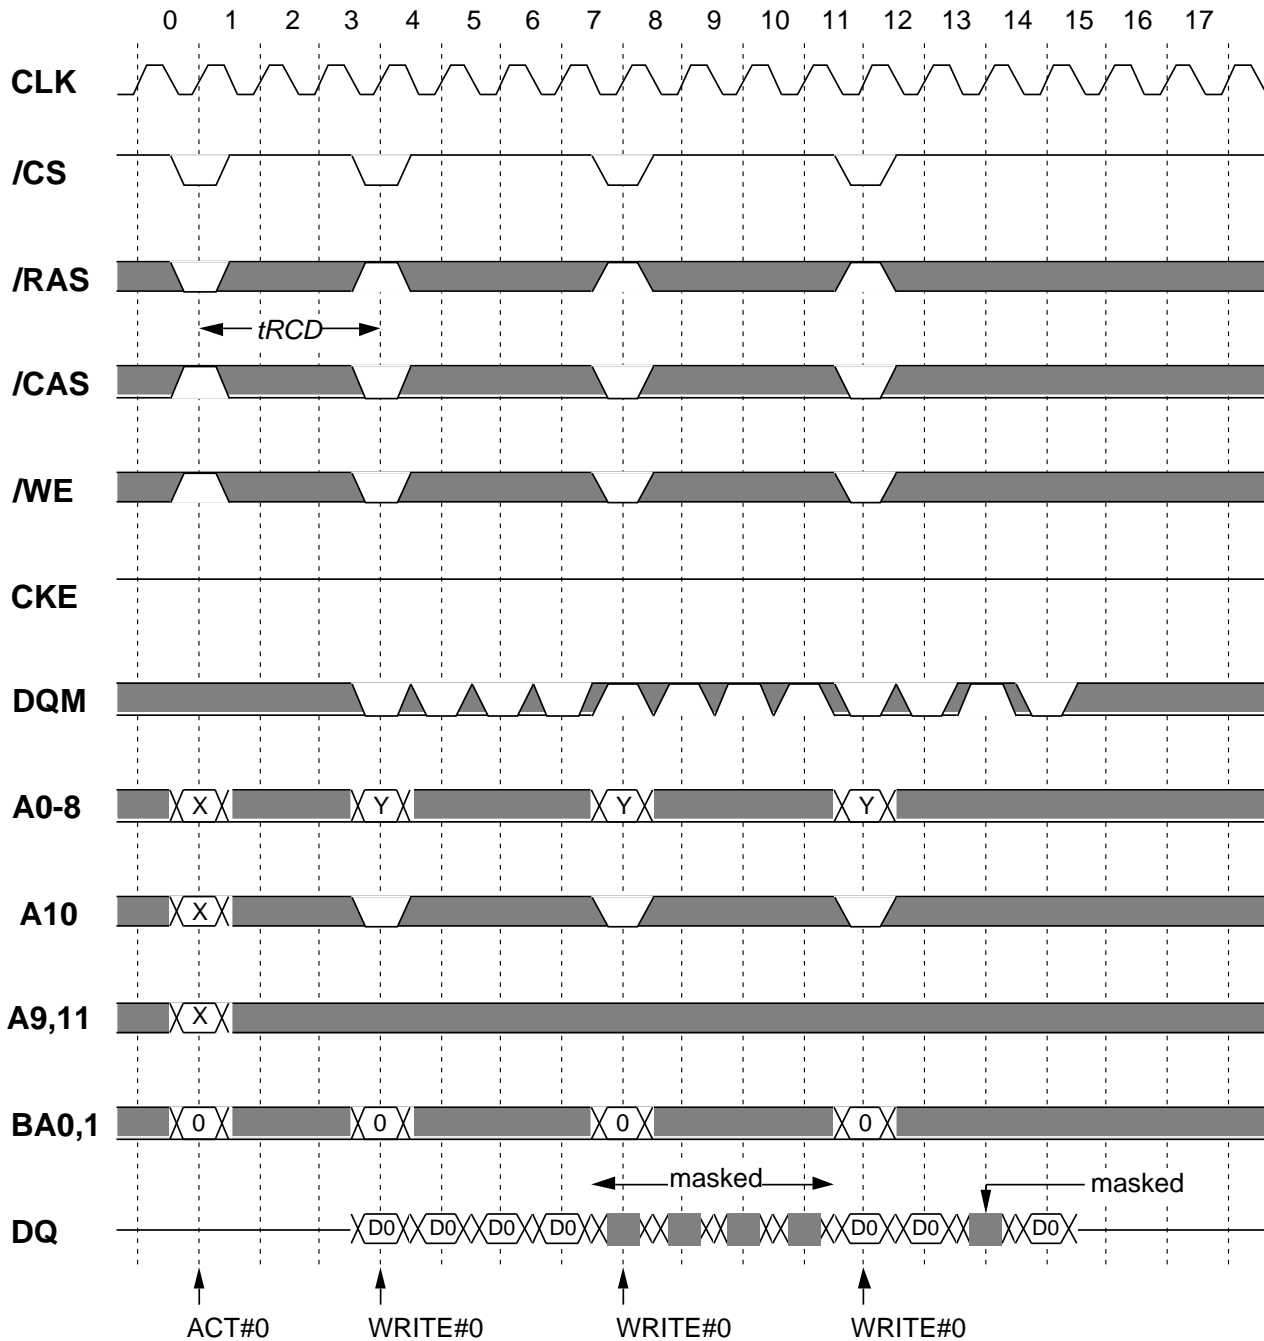 0 1 2 3 4 5 6 7 8 9 10 11 12 13 14 15 16 17
CLK
/CS
/RAS
tRCD
/CAS
/WE
CKE
DQM
A0-8 X Y Y Y
A10 X
A9,11 X
BA0,1 0 0 0 0
masked
masked
DQ D0 D0 D0 D0 D0 D0 D0
ACT#0 WRITE#0 WRITE#0 WRITE#0